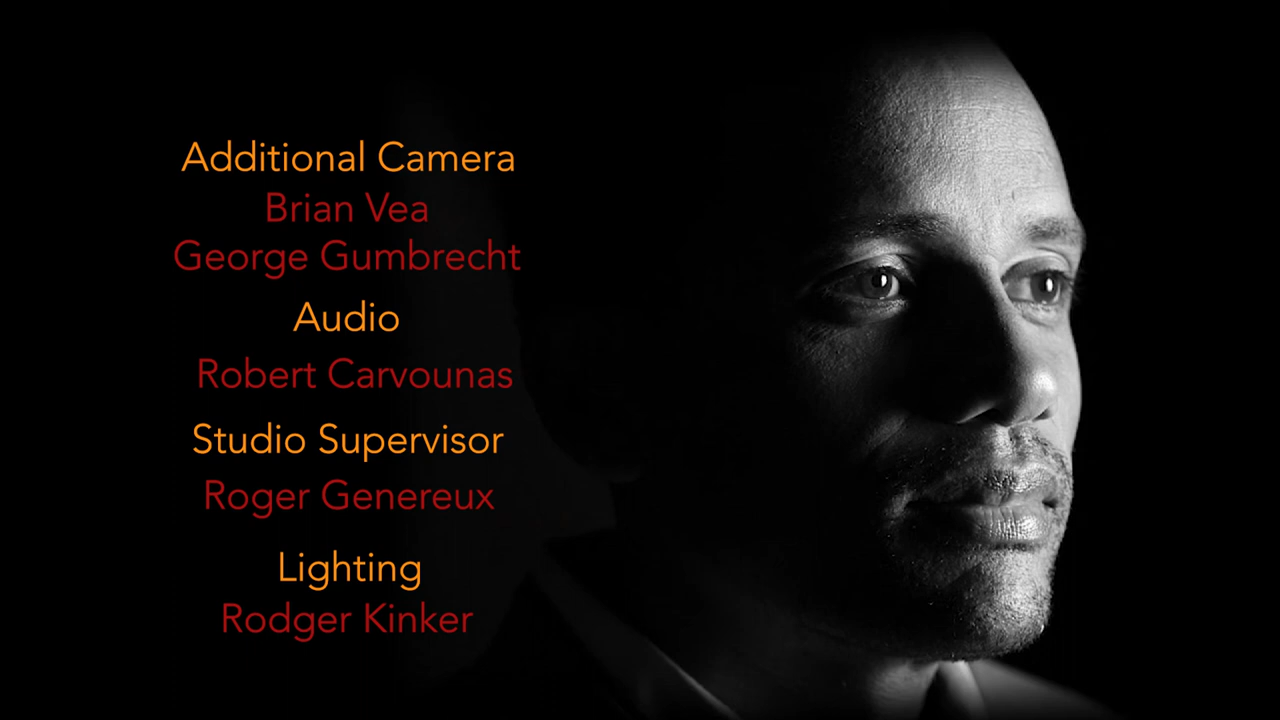 Additional Camera
Brian Vea
George Gumbrecht
Audio
Robert Carvounas
Studio Supervisor
Roger Genereux
Lighting
Rodger Kinker